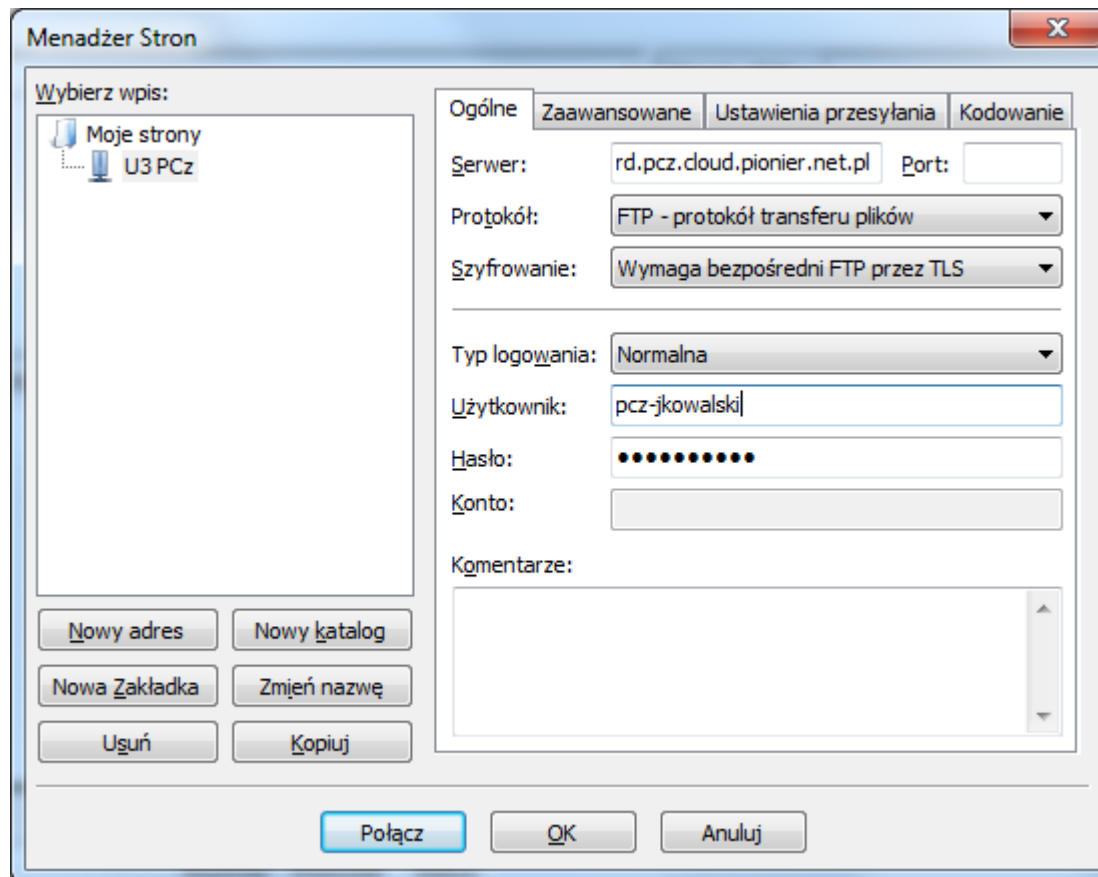 Menadżer Stron
Wybierz wpis:
Moje strony
U3 PCz
Nowy adres Nowy katalog
Nowa Zakładka Zmień nazwę
Usuń Kopiuj
Ogólne Zaawansowane Ustawienia przesyłania Kodowanie
Serwer: rd.pcz.cloud.pionier.net.pl Port:
Protokół: FTP - protokół transferu plików
Szyfrowanie: Wymaga bezpośredni FTP przez TLS
Typ logowania: Normalna
Użytkownik: pcz-jkowalski
Hasło: ●●●●●●●●●●
Konto:
Komentarze:
Połącz OK Anuluj